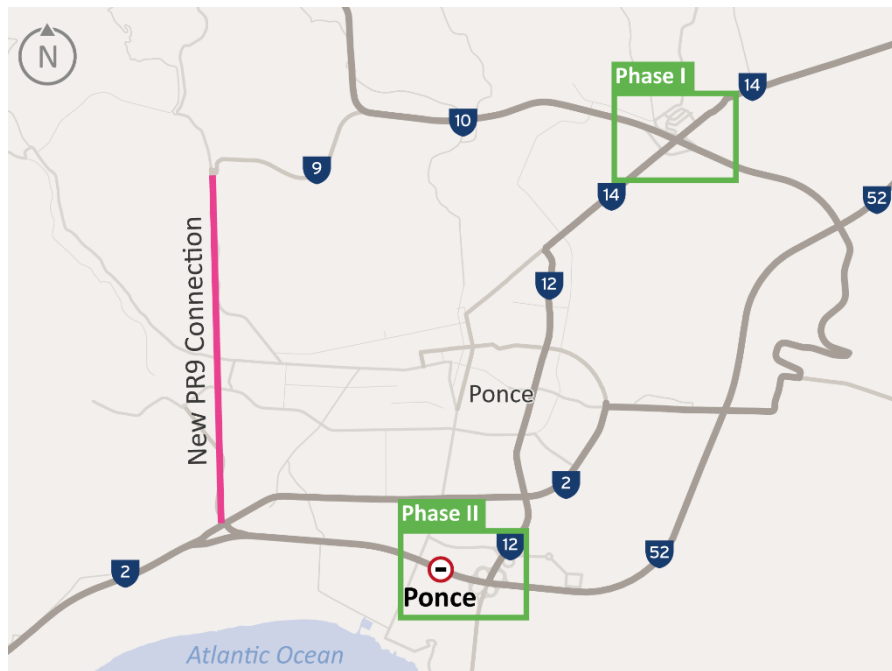 N
Phase I
14
10
9
14
52
12
New PR9 Connection
Ponce
2
Phase II
12
52
2
Ponce
Atlantic Ocean